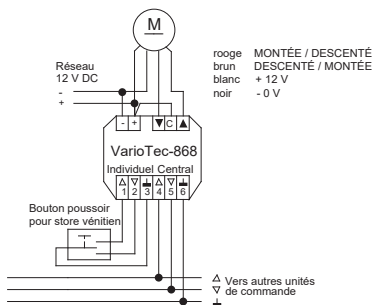 M
rooge MONTÉE / DESCENTÉ
brun DESCENTÉ / MONTÉE
blanc + 12 V
noir - 0 V
Réseau
12 V DC
-
+
- + ▼ C ▲
VarioTec-868
Individuel Central
1 2 3 4 5 6
Bouton poussoir
pour store vénitien
△ Vers autres unités
▽ de commande